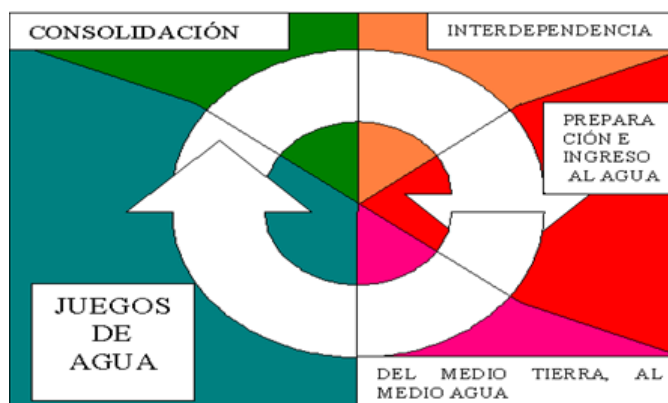 CONSOLIDACIÓN
INTERDEPENDENCIA
PREPARA
CIÓN E
INGRESO
AL AGUA
JUEGOS
DE
AGUA
DEL MEDIO TIERRA, AL
MEDIO AGUA